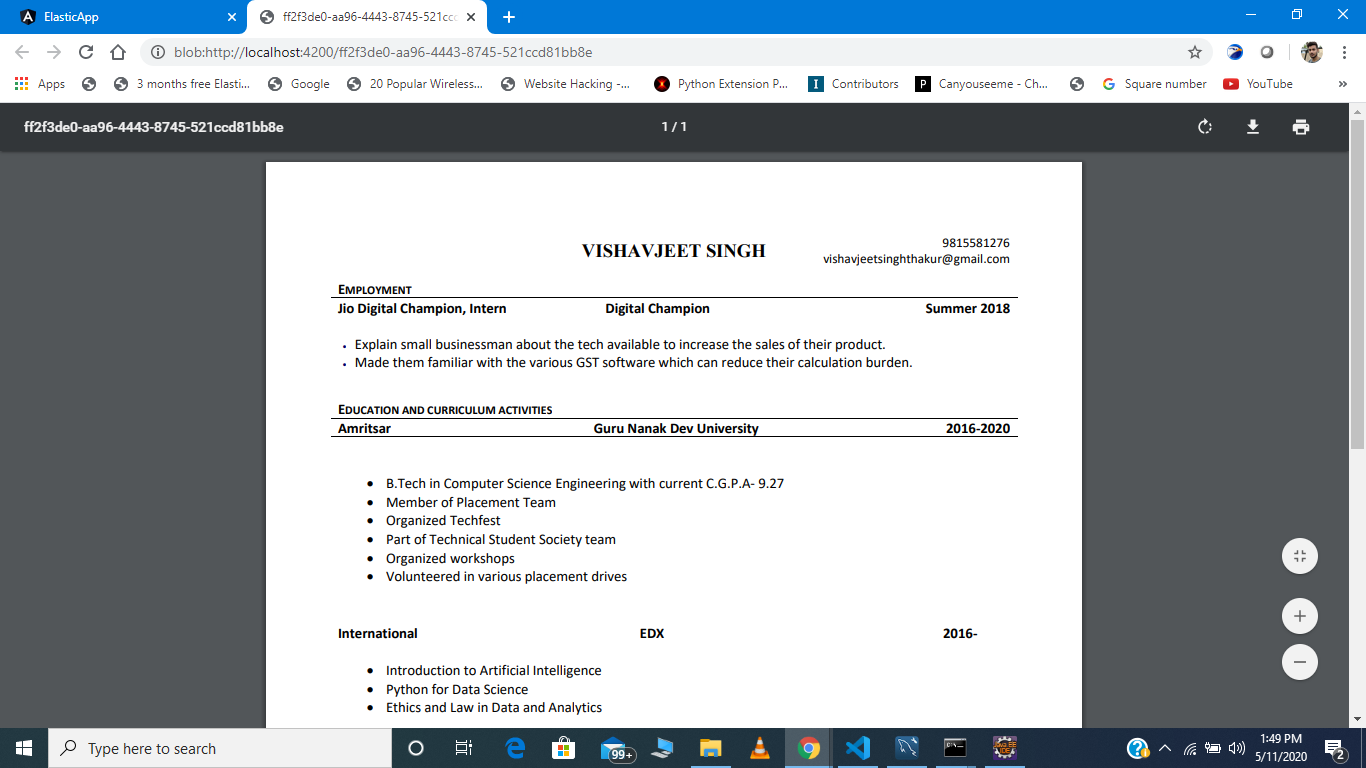 ElasticApp
ff2f3de0-aa96-4443-8745-521ccc
blob:http://localhost:4200/ff2f3de0-aa96-4443-8745-521ccd81bb8e
Apps 3 months free Elasti... Google 20 Popular Wireless... Website Hacking -... Python Extension P... Contributors Canyouseeme - Ch... Square number YouTube »
ff2f3de0-aa96-4443-8745-521ccd81bb8e 1 / 1
VISHAVJEET SINGH
9815581276
vishavjeetsinghthakur@gmail.com
EMPLOYMENT
Jio Digital Champion, Intern Digital Champion Summer 2018
• Explain small businessman about the tech available to increase the sales of their product.
• Made them familiar with the various GST software which can reduce their calculation burden.
EDUCATION AND CURRICULUM ACTIVITIES
Amritsar Guru Nanak Dev University 2016-2020
• B.Tech in Computer Science Engineering with current C.G.P.A- 9.27
• Member of Placement Team
• Organized Techfest
• Part of Technical Student Society team
• Organized workshops
• Volunteered in various placement drives
International EDX 2016-
• Introduction to Artificial Intelligence
• Python for Data Science
• Ethics and Law in Data and Analytics
Type here to search
99+
1:49 PM
5/11/2020
2